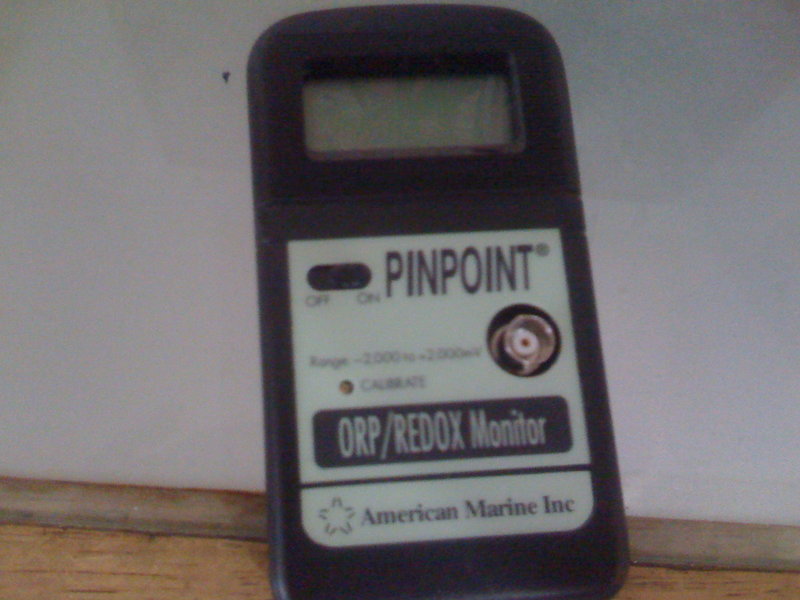 PINPOINT®
OFF ON
Range: -2,000 to +2,000mV
CALIBRATE
ORP/REDOX Monitor
American Marine Inc